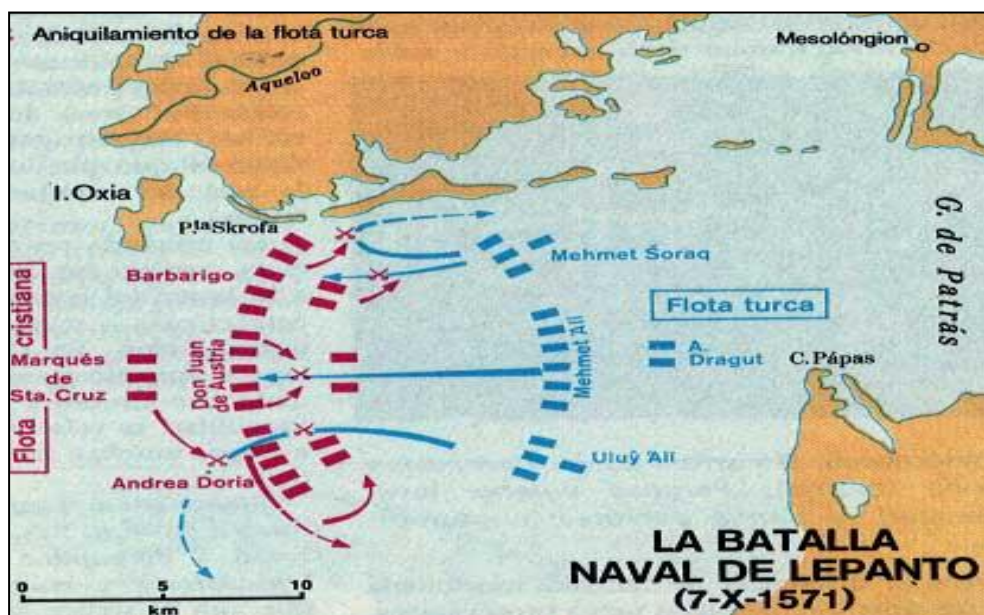 Aniquilamiento de la flota turca
Aqueloo
Mesolóngion
I.Oxia
Pta Skrofa
G. de Patrás
Barbarigo
Mehmet Šoraq
Flota turca
A.
Dragut
Mehmet 'Alí
C. Pápas
Flota cristiana
Marqués
de
Sta. Cruz
Don Juan
de Austria
Uluŷ 'Alí
Andrea Doria
LA BATALLA
NAVAL DE LEPANTO
(7-X-1571)
0 5 10
km